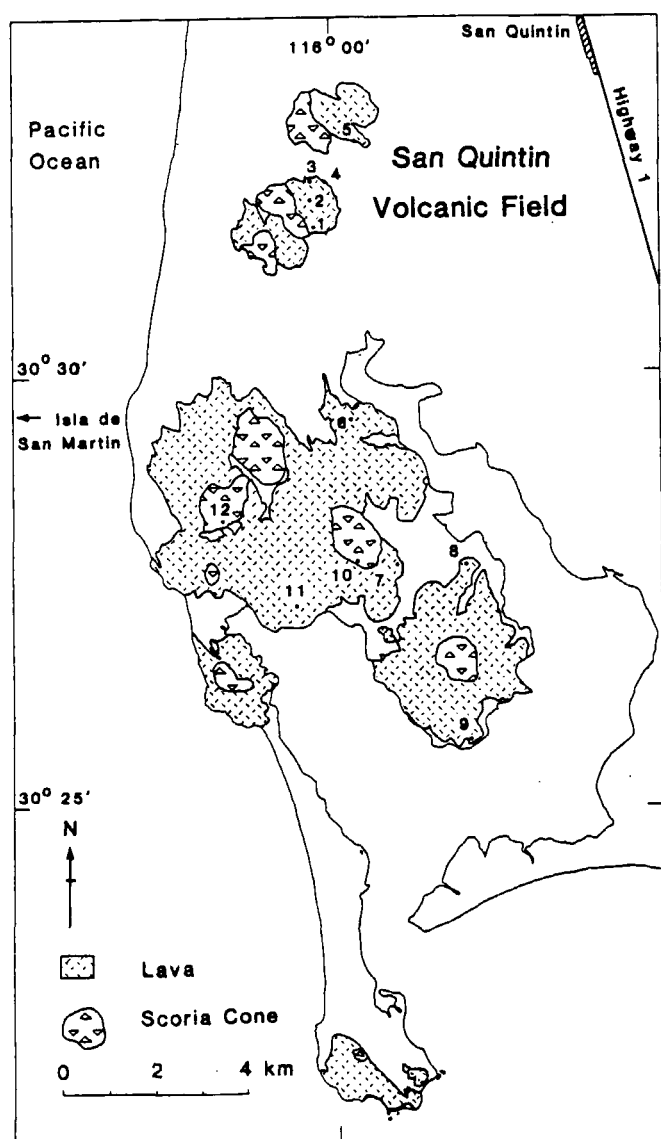 116° 00'
San Quintin
Highway 1
Pacific
Ocean
San Quintin
Volcanic Field
5
3
4
2
1
30° 30'
← Isla de
San Martin
6
12
8
10
7
11
9
30° 25'
N
Lava
Scoria Cone
0 2 4 km